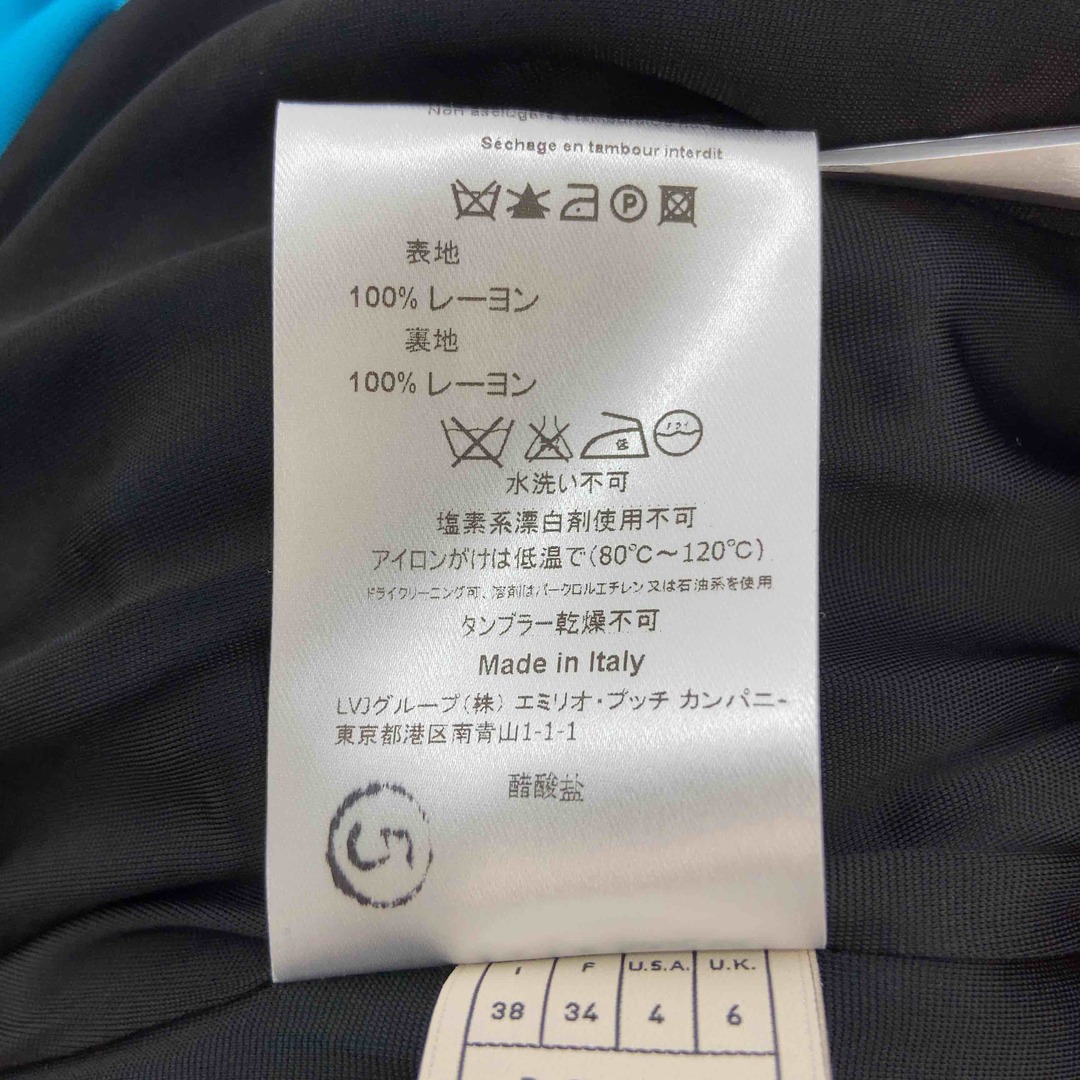 Séchage en tambour interdit
P
表地
100% レーヨン
裏地
100% レーヨン
低 ドライ
水洗い不可
塩素系漂白剤使用不可
アイロンがけは低温で(80℃～120℃)
ドライクリーニング可、溶剤はパークロルエチレン又は石油系を使用
タンブラー乾燥不可
Made in Italy
LVJグループ(株) エミリオ・プッチ カンパニー
東京都港区南青山1-1-1
醋酸盐
I F U.S.A. U.K.
38 34 4 6